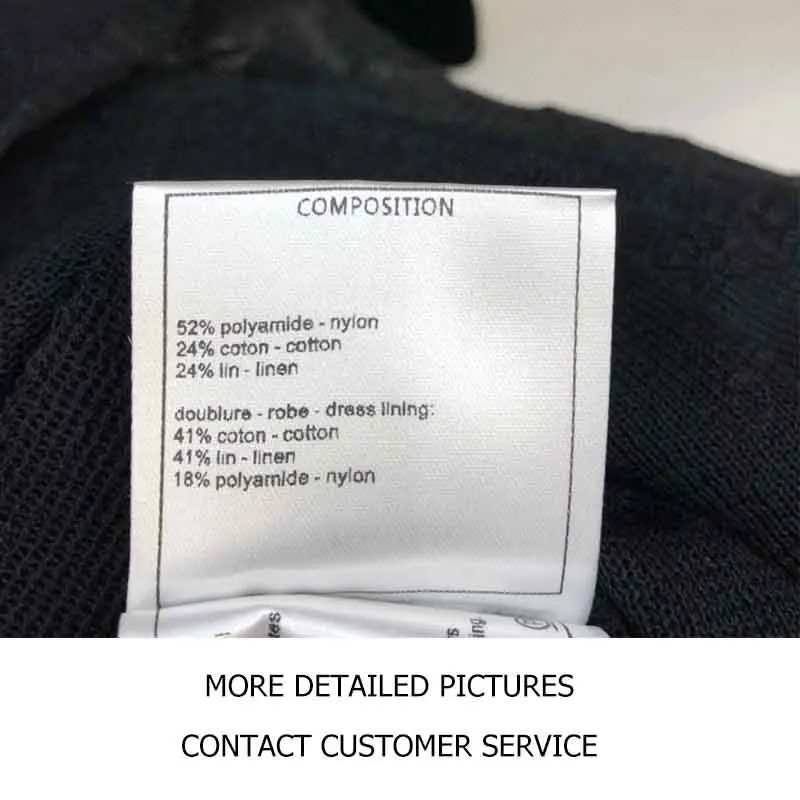 COMPOSITION
52% polyamide - nylon
24% coton - cotton
24% lin - linen
doublure - robe - dress lining:
41% coton - cotton
41% lin - linen
18% polyamide - nylon
MORE DETAILED PICTURES
CONTACT CUSTOMER SERVICE